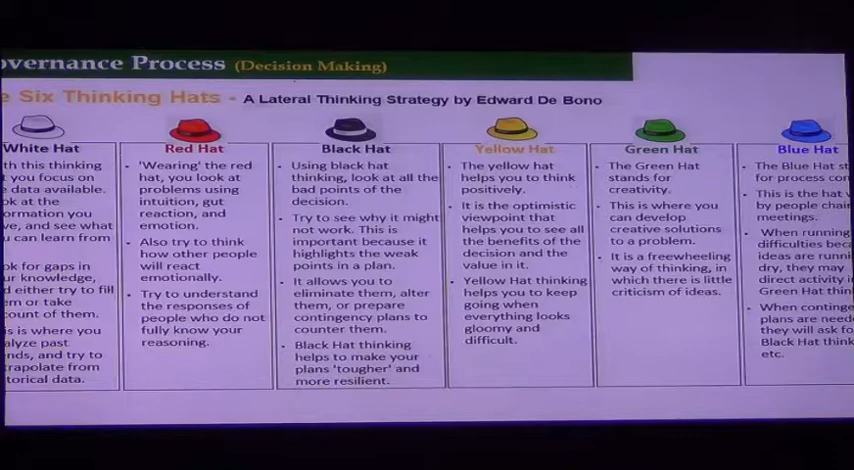 overnance Process (Decision Making)
e Six Thinking Hats - A Lateral Thinking Strategy by Edward De Bono
White Hat
th this thinking
you focus on
data available.
ok at the
ormation you
ve, and see what
u can learn from
ok for gaps in
ur knowledge,
d either try to fill
em or take
count of them.
is is where you
alyze past
nds, and try to
trapolate from
torical data.
Red Hat
• 'Wearing' the red
hat, you look at
problems using
intuition, gut
reaction, and
emotion.
• Also try to think
how other people
will react
emotionally.
• Try to understand
the responses of
people who do not
fully know your
reasoning.
Black Hat
• Using black hat
thinking, look at all the
bad points of the
decision.
• Try to see why it might
not work. This is
important because it
highlights the weak
points in a plan.
• It allows you to
eliminate them, alter
them, or prepare
contingency plans to
counter them.
• Black Hat thinking
helps to make your
plans 'tougher' and
more resilient.
Yellow Hat
• The yellow hat
helps you to think
positively.
• It is the optimistic
viewpoint that
helps you to see all
the benefits of the
decision and the
value in it.
• Yellow Hat thinking
helps you to keep
going when
everything looks
gloomy and
difficult.
Green Hat
• The Green Hat
stands for
creativity.
• This is where you
can develop
creative solutions
to a problem.
• It is a freewheeling
way of thinking, in
which there is little
criticism of ideas.
Blue Hat
• The Blue Hat st
for process con
• This is the hat
by people chai
meetings.
• When running
difficulties beca
ideas are runni
dry, they may
direct activity i
Green Hat thin
• When continge
plans are neede
they will ask fo
Black Hat think
etc.